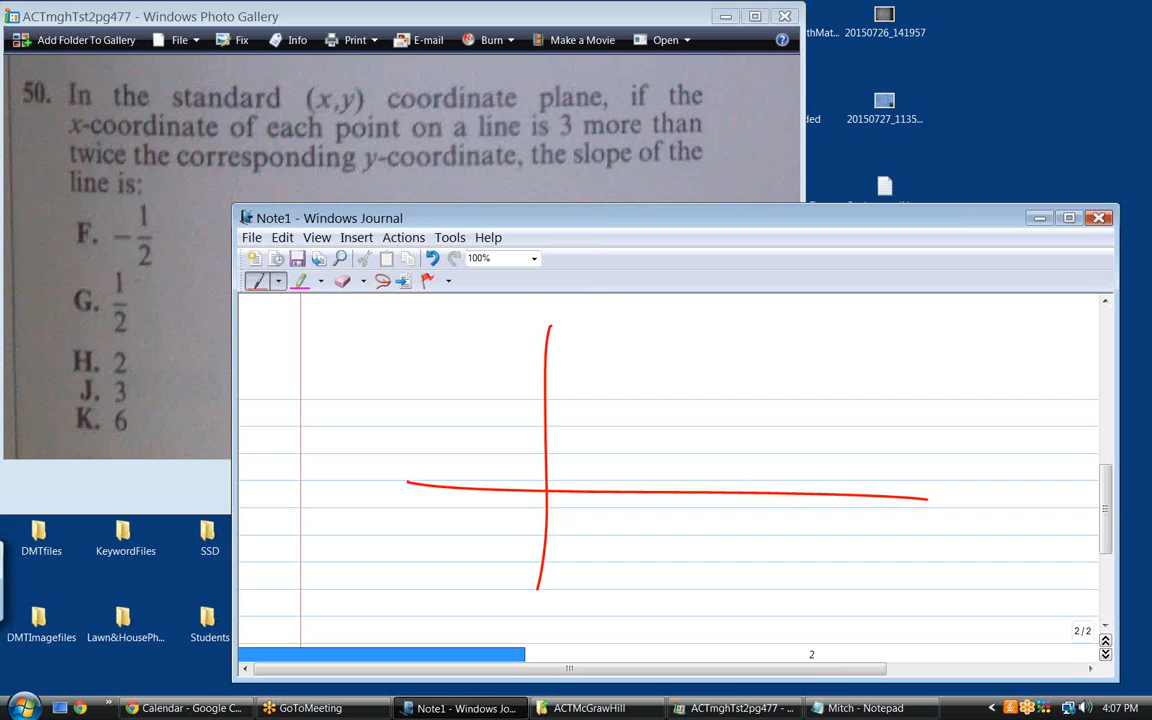 ACTmghTst2pg477 - Windows Photo Gallery
Add Folder To Gallery File Fix Info Print E-mail Burn Make a Movie Open
50. In the standard (x,y) coordinate plane, if the
x-coordinate of each point on a line is 3 more than
twice the corresponding y-coordinate, the slope of the
line is:
F. -1/2
G. 1/2
H. 2
J. 3
K. 6
20150726_141957
20150727_1135...
Note1 - Windows Journal
File Edit View Insert Actions Tools Help
100%
2/2
2
DMTfiles KeywordFiles SSD
DMTImagefiles Lawn&HousePh... Students
Calendar - Google C... GoToMeeting Note1 - Windows Jo... ACTMcGrawHill ACTmghTst2pg477 - ... Mitch - Notepad 4:07 PM